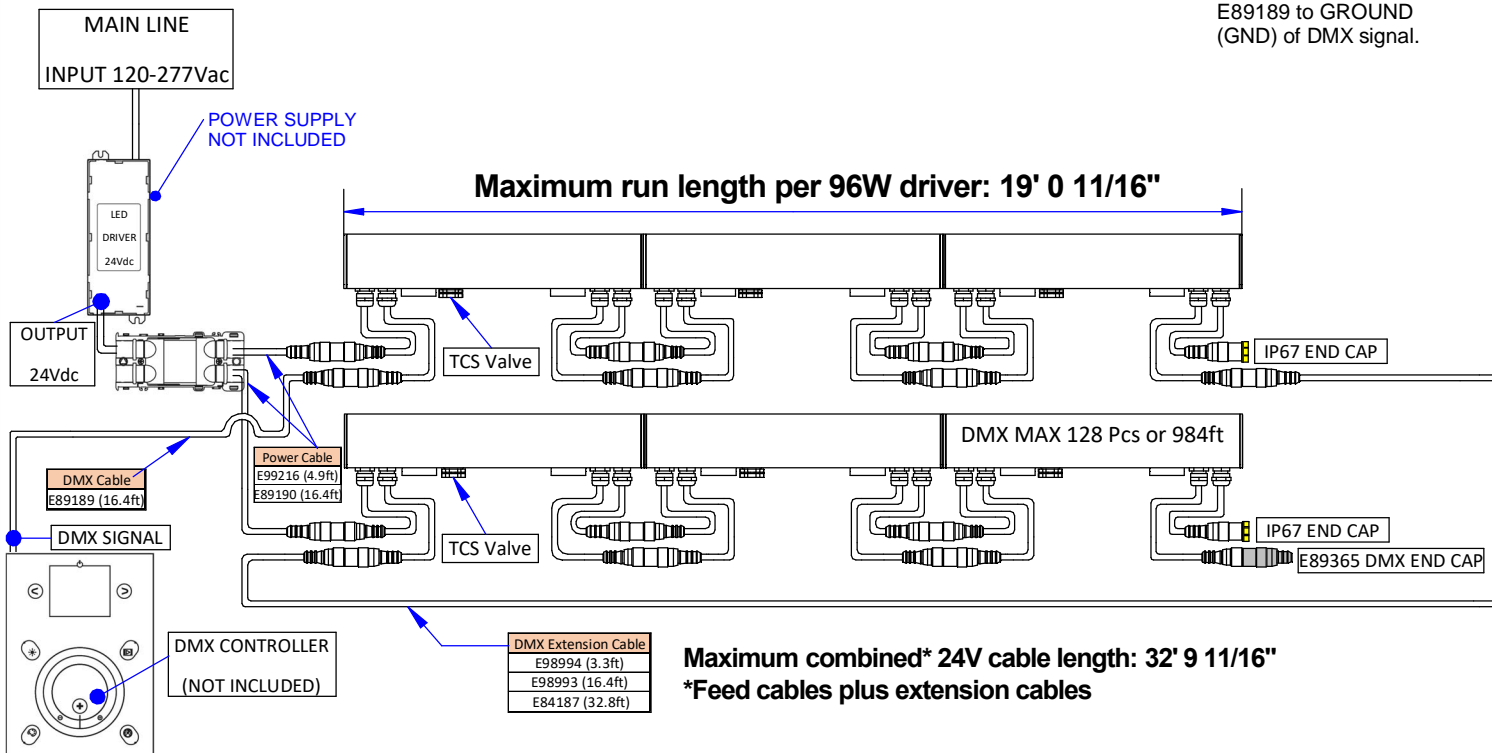 E89189 to GROUND
(GND) of DMX signal.
MAIN LINE
INPUT 120-277Vac
POWER SUPPLY
NOT INCLUDED
Maximum run length per 96W driver: 19' 0 11/16"
LED
DRIVER
24Vdc
OUTPUT
24Vdc
TCS Valve
IP67 END CAP
DMX MAX 128 Pcs or 984ft
Power Cable
E99216 (4.9ft)
E89190 (16.4ft)
DMX Cable
E89189 (16.4ft)
DMX SIGNAL
TCS Valve
IP67 END CAP
E89365 DMX END CAP
DMX CONTROLLER
(NOT INCLUDED)
DMX Extension Cable
E98994 (3.3ft)
E98993 (16.4ft)
E84187 (32.8ft)
Maximum combined* 24V cable length: 32' 9 11/16"
*Feed cables plus extension cables